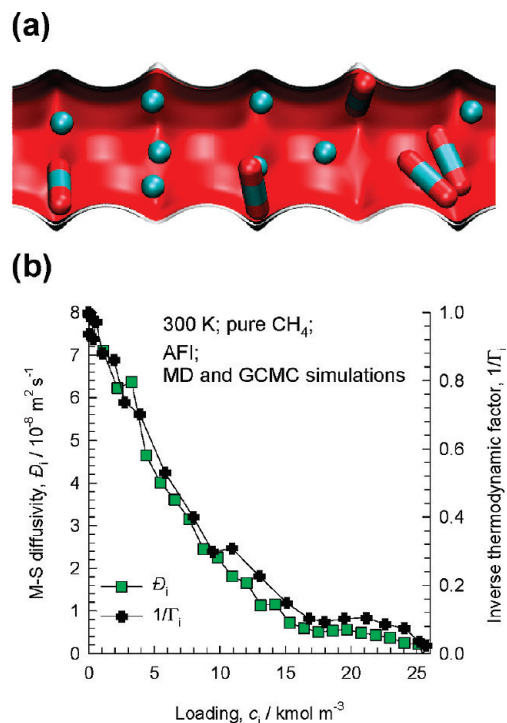 (a)
(b)
300 K; pure CH₄;
AFI;
MD and GCMC simulations
M-S diffusivity, Đᵢ / 10⁻⁸ m² s⁻¹
8
7
6
5
4
3
2
1
0
Đᵢ
1/Γᵢ
0 5 10 15 20 25
Loading, cᵢ / kmol m⁻³
1.0
0.8
0.6
0.4
0.2
0.0
Inverse thermodynamic factor, 1/Γᵢ